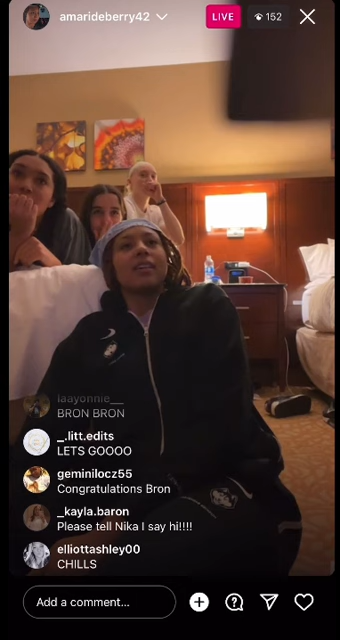 amarideberry42
LIVE
152
laayonnie__
BRON BRON
_.litt.edits
LETS GOOOO
geminilocz55
Congratulations Bron
_kayla.baron
Please tell Nika I say hi!!!!
elliottashley00
CHILLS
Add a comment...